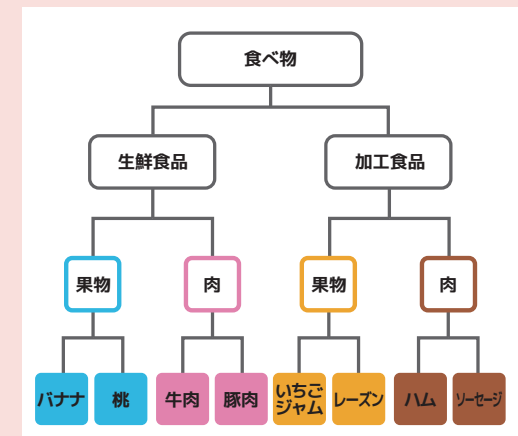 食べ物
生鮮食品
加工食品
果物
肉
果物
肉
バナナ
桃
牛肉
豚肉
いちご
ジャム
レーズン
ハム
ソーセージ